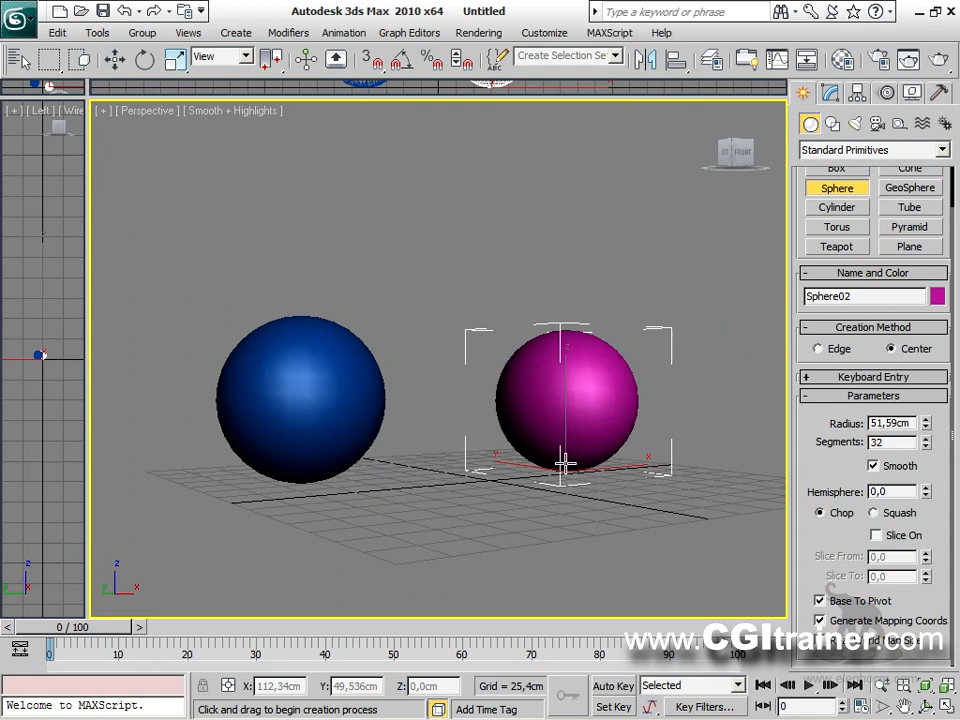 Autodesk 3ds Max 2010 x64 Untitled
Type a keyword or phrase
Edit Tools Group Views Create Modifiers Animation Graph Editors Rendering Customize MAXScript Help
View
3
Create Selection Se
[ + ] [ Left ] [ Wire
[ + ] [ Perspective ] [ Smooth + Highlights ]
FRONT
Standard Primitives
Box Cone
Sphere GeoSphere
Cylinder Tube
Torus Pyramid
Teapot Plane
- Name and Color
Sphere02
- Creation Method
Edge Center
+ Keyboard Entry
- Parameters
Radius: 51,59cm
Segments: 32
Smooth
Hemisphere: 0,0
Chop Squash
Slice On
Slice From: 0,0
Slice To: 0,0
Base To Pivot
Generate Mapping Coords
z
y x
z
y x
z
y x
www.CGItrainer.com
< 0 / 100 >
0 10 20 30 40 50 60 70 80 90 100
X: 112,34cm Y: 49,536cm Z: 0,0cm Grid = 25,4cm Auto Key Selected
Welcome to MAXScript. Click and drag to begin creation process Add Time Tag Set Key Key Filters... 0